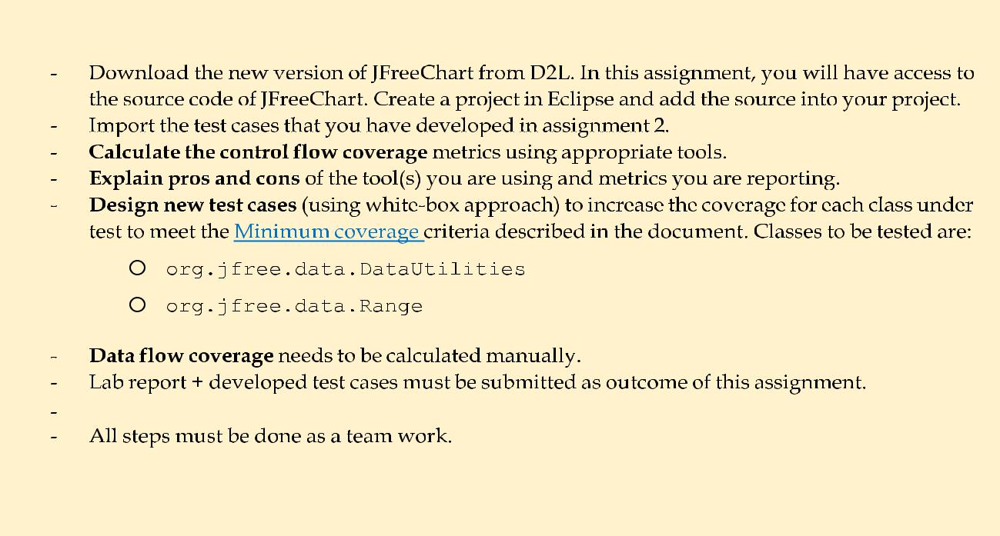 - Download the new version of JFreeChart from D2L. In this assignment, you will have access to
the source code of JFreeChart. Create a project in Eclipse and add the source into your project.
- Import the test cases that you have developed in assignment 2.
- Calculate the control flow coverage metrics using appropriate tools.
- Explain pros and cons of the tool(s) you are using and metrics you are reporting.
- Design new test cases (using white-box approach) to increase the coverage for each class under
test to meet the Minimum coverage criteria described in the document. Classes to be tested are:
O org.jfree.data.DataUtilities
O org.jfree.data.Range
- Data flow coverage needs to be calculated manually.
- Lab report + developed test cases must be submitted as outcome of this assignment.
-
- All steps must be done as a team work.